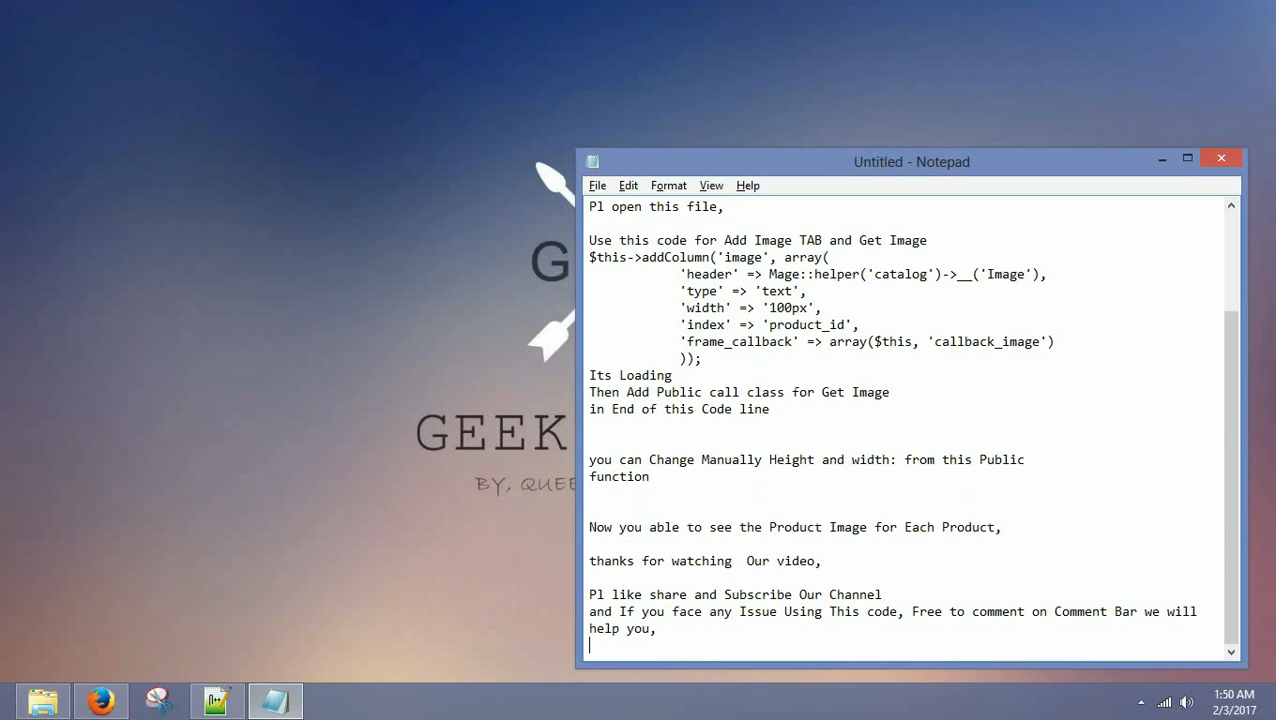 Untitled - Notepad
File Edit Format View Help
Pl open this file,
Use this code for Add Image TAB and Get Image
$this->addColumn('image', array(
'header' => Mage::helper('catalog')->__('Image'),
'type' => 'text',
'width' => '100px',
'index' => 'product_id',
'frame_callback' => array($this, 'callback_image')
));
Its Loading
Then Add Public call class for Get Image
in End of this Code line
you can Change Manually Height and width: from this Public
function
Now you able to see the Product Image for Each Product,
thanks for watching  Our video,
Pl like share and Subscribe Our Channel
and If you face any Issue Using This code, Free to comment on Comment Bar we will
help you,
G
GEEK
BY, QUEE
1:50 AM
2/3/2017